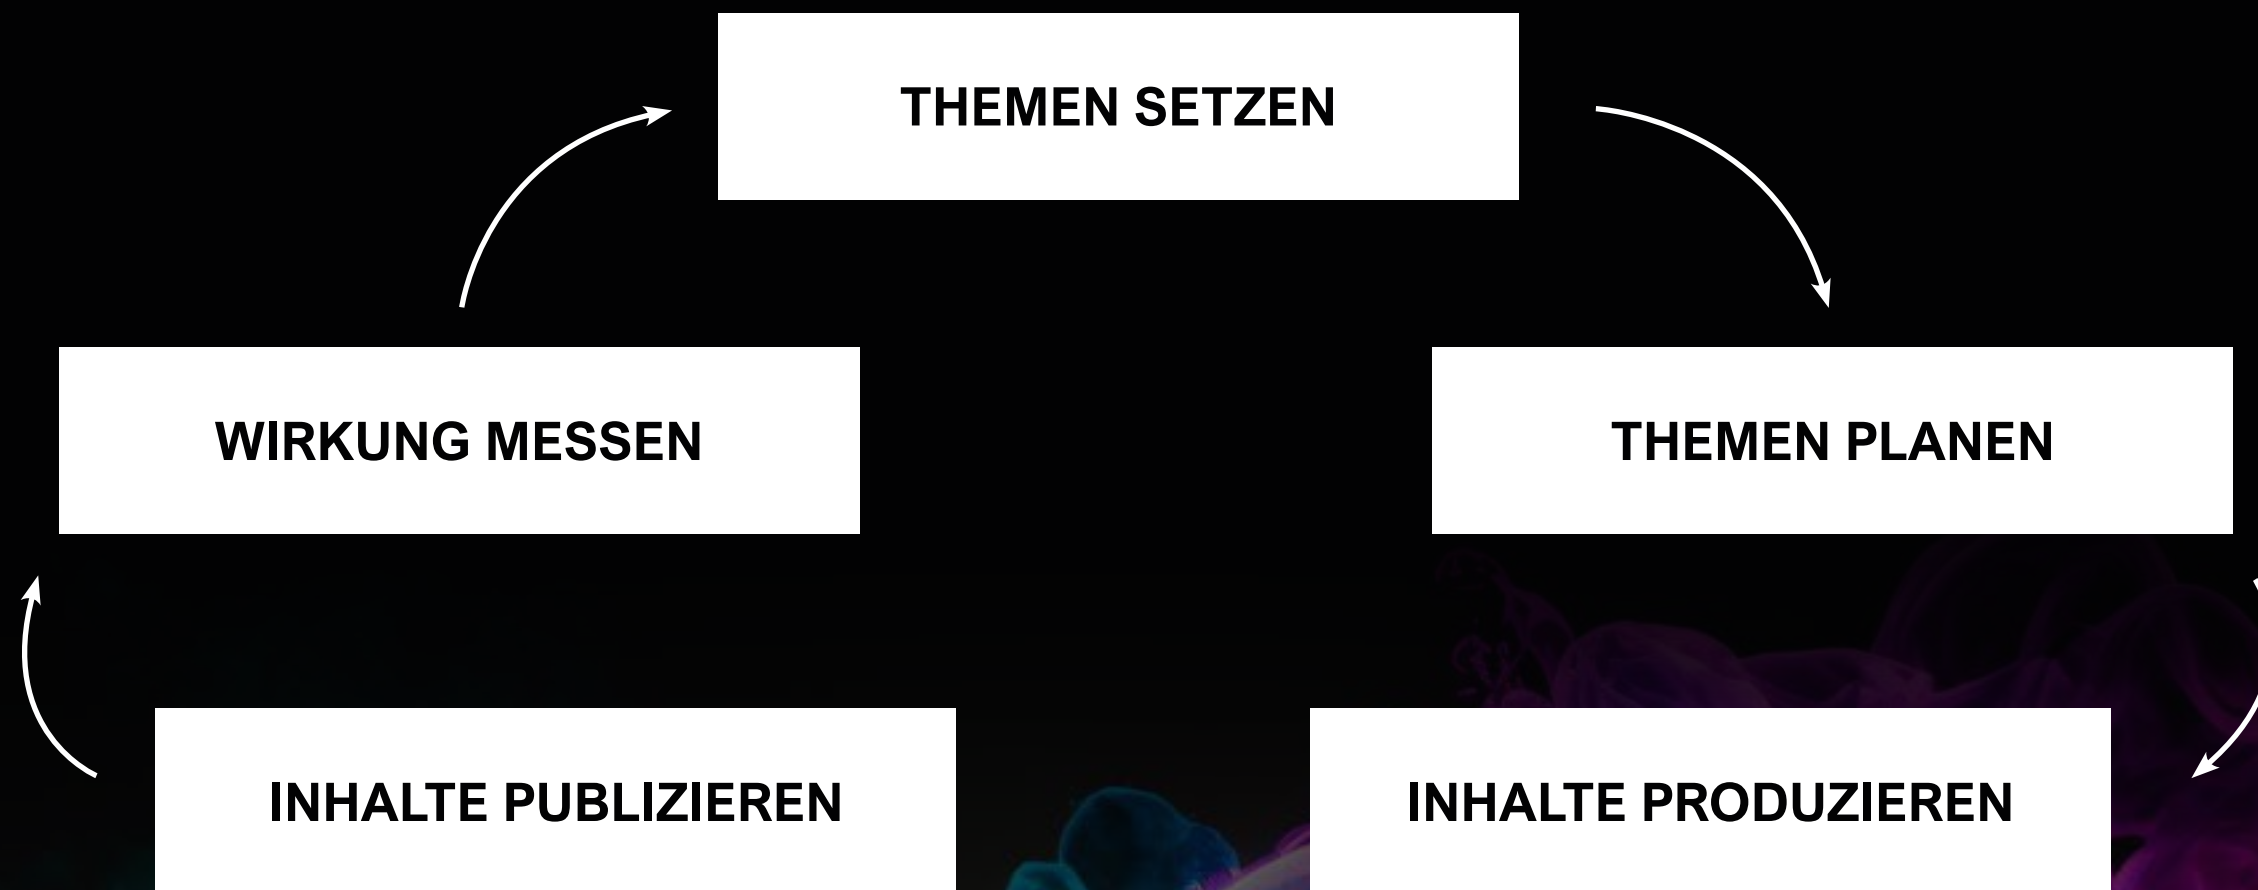 THEMEN SETZEN
WIRKUNG MESSEN
THEMEN PLANEN
INHALTE PUBLIZIEREN
INHALTE PRODUZIEREN